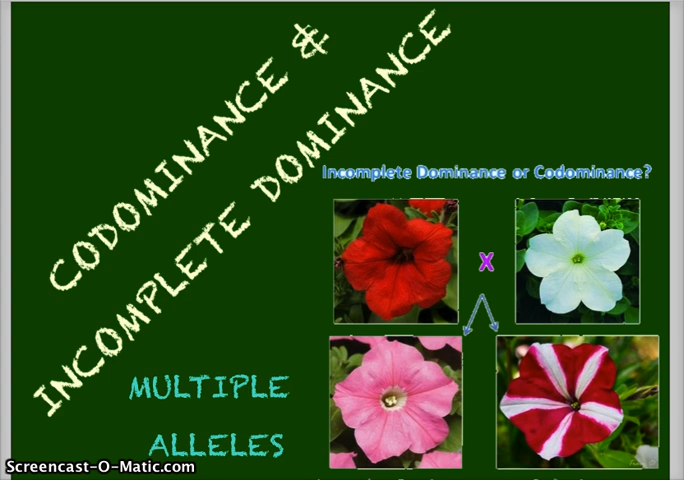 CODOMINANCE &
INCOMPLETE DOMINANCE
Incomplete Dominance or Codominance?
X
MULTIPLE
ALLELES
Screencast-O-Matic.com